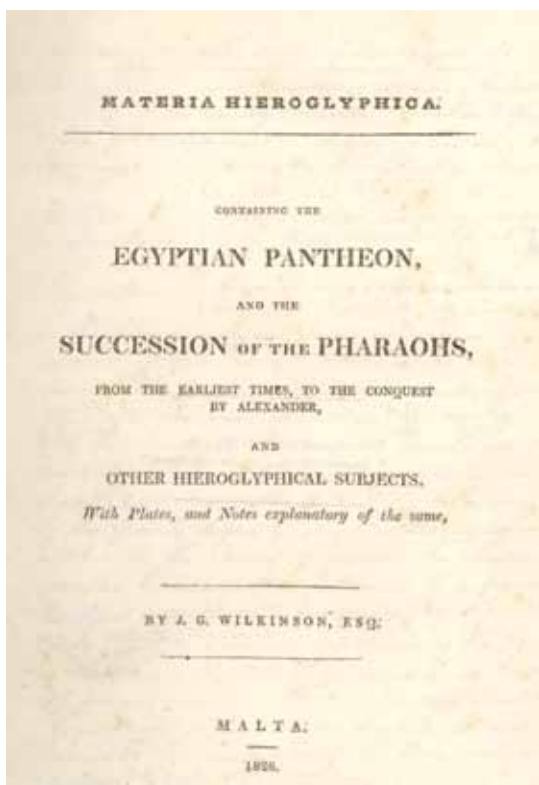 MATERIA HIEROGLYPHICA.
CONTAINING THE
EGYPTIAN PANTHEON,
AND THE
SUCCESSION OF THE PHARAOHS,
FROM THE EARLIEST TIMES, TO THE CONQUEST
BY ALEXANDER,
AND
OTHER HIEROGLYPHICAL SUBJECTS,
With Plates, and Notes explanatory of the same,
BY J. G. WILKINSON, ESQ.
MALTA:
1828.